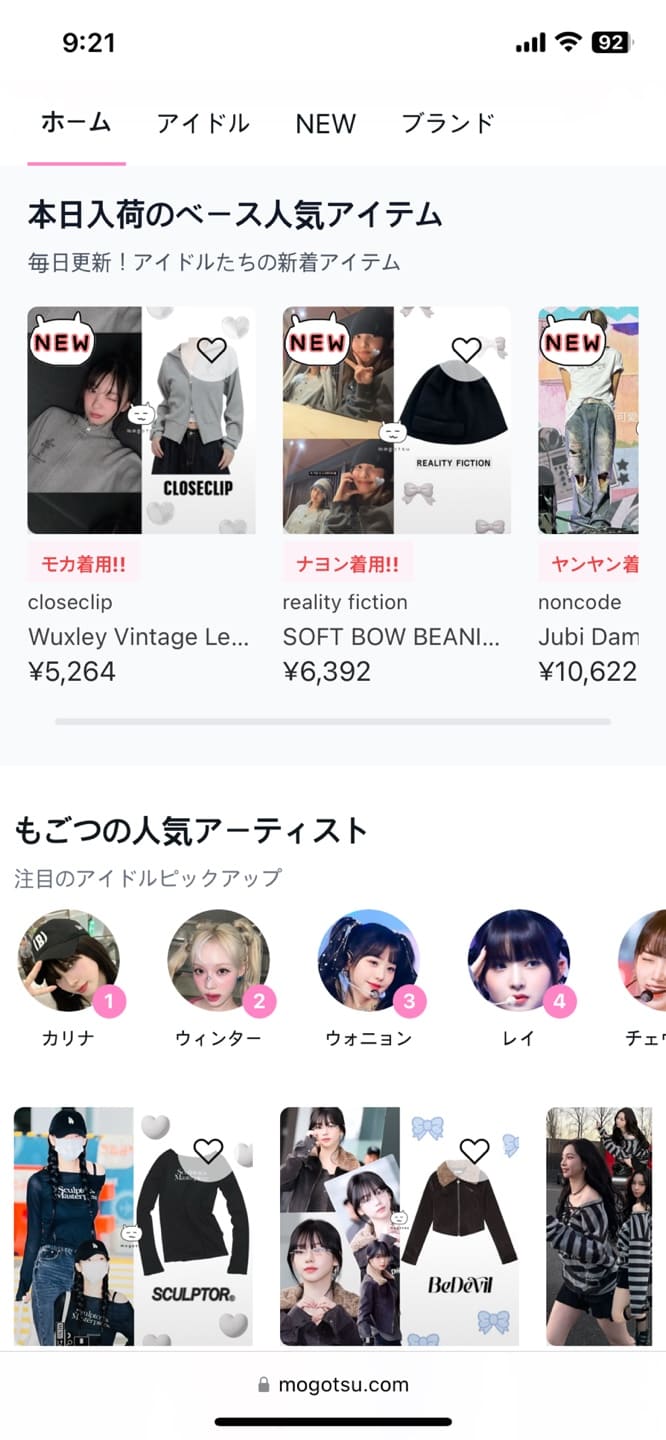 9:21
92
ホーム
アイドル
NEW
ブランド
本日入荷のベース人気アイテム
毎日更新！アイドルたちの新着アイテム
NEW
mogotsu
CLOSECLIP
NEW
mogotsu
REALITY FICTION
NEW
可愛
モカ着用!!
ナヨン着用!!
ヤンヤン着
closeclip
reality fiction
noncode
Wuxley Vintage Le...
SOFT BOW BEANI...
Jubi Dam
¥5,264
¥6,392
¥10,622
もごつの人気アーティスト
注目のアイドルピックアップ
1
2
3
4
カリナ
ウィンター
ウォニョン
レイ
チェウ
SCULPTOR®
BeDevil
mogotsu.com